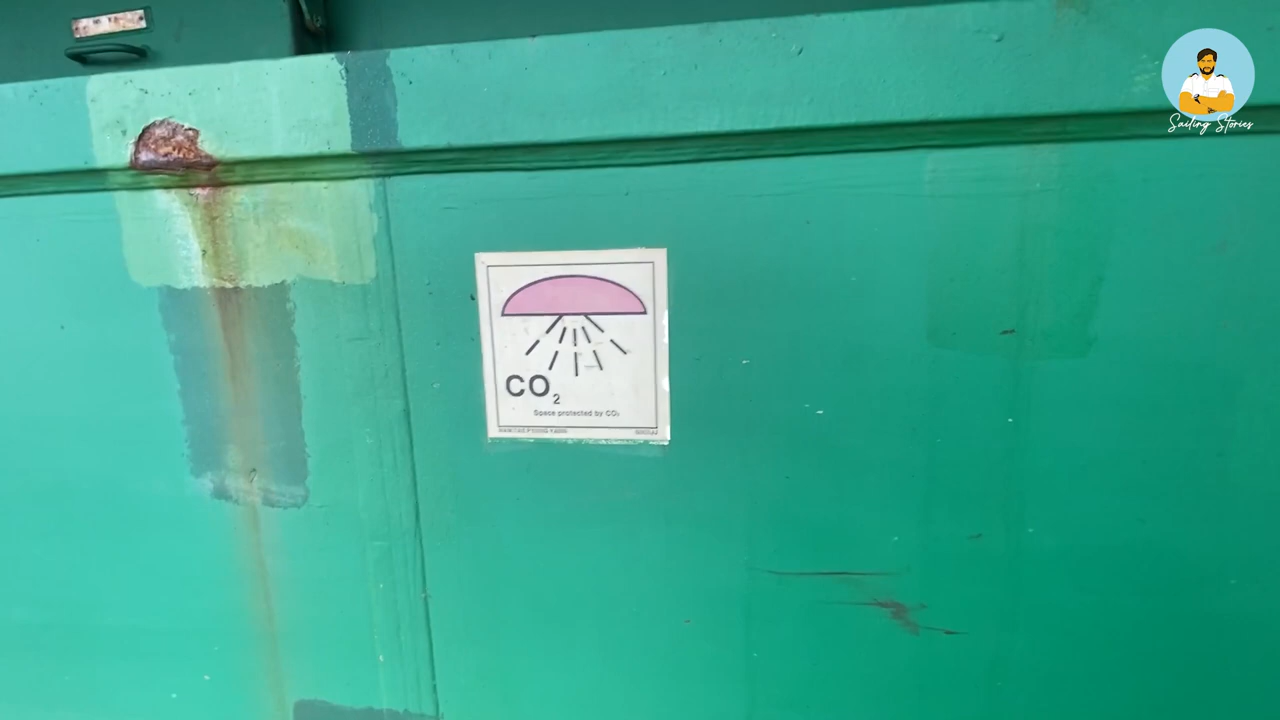 Sailing Stories
CO₂
Space protected by CO₂